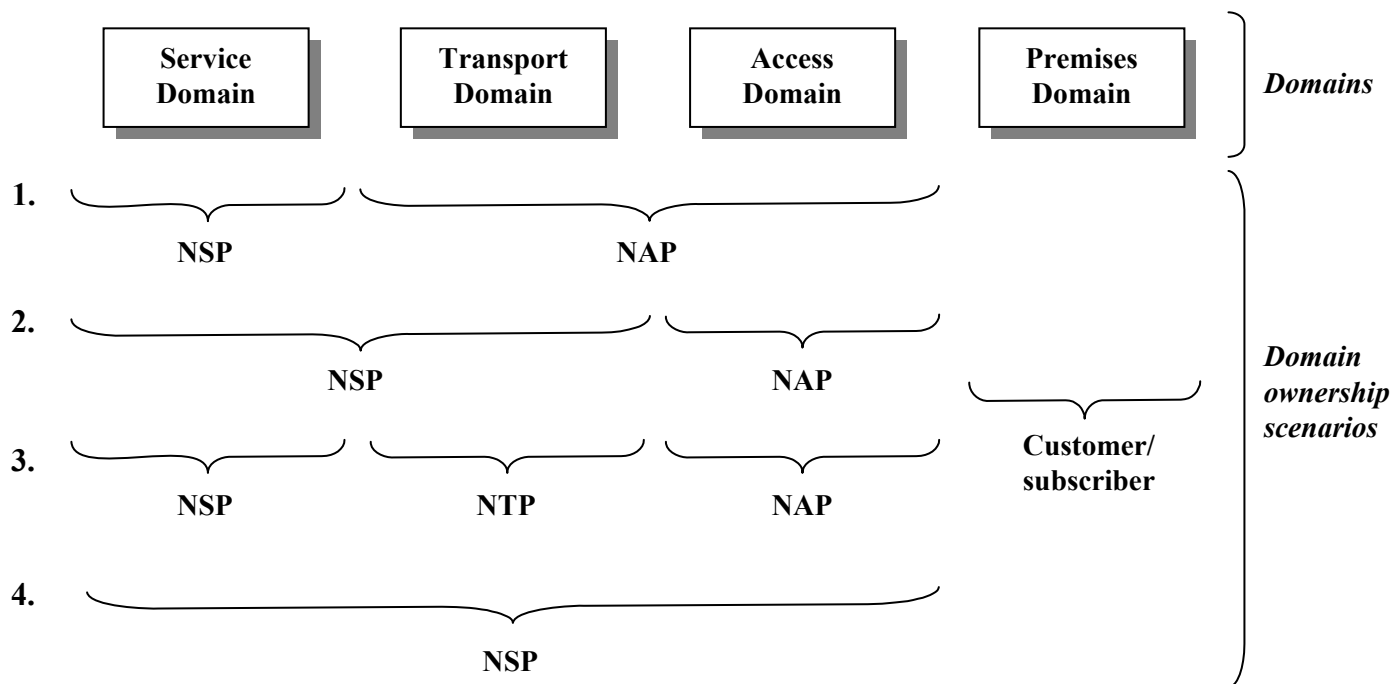 Service
Domain
Transport
Domain
Access
Domain
Premises
Domain
Domains
1.
NSP
NAP
2.
NSP
NAP
3.
NSP
NTP
NAP
Customer/
subscriber
Domain
ownership
scenarios
4.
NSP